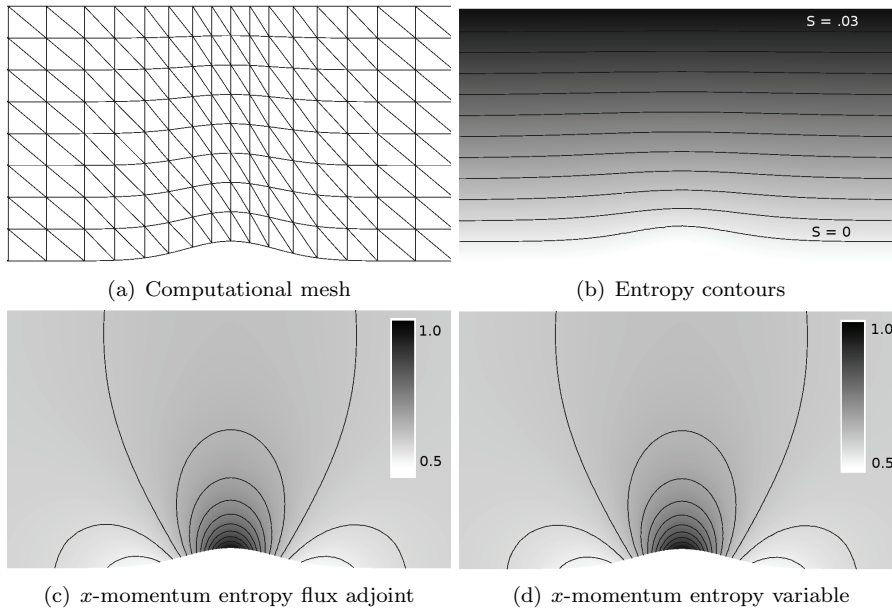 S = .03
S = 0
(a) Computational mesh
(b) Entropy contours
1.0
0.5
1.0
0.5
(c) x-momentum entropy flux adjoint
(d) x-momentum entropy variable